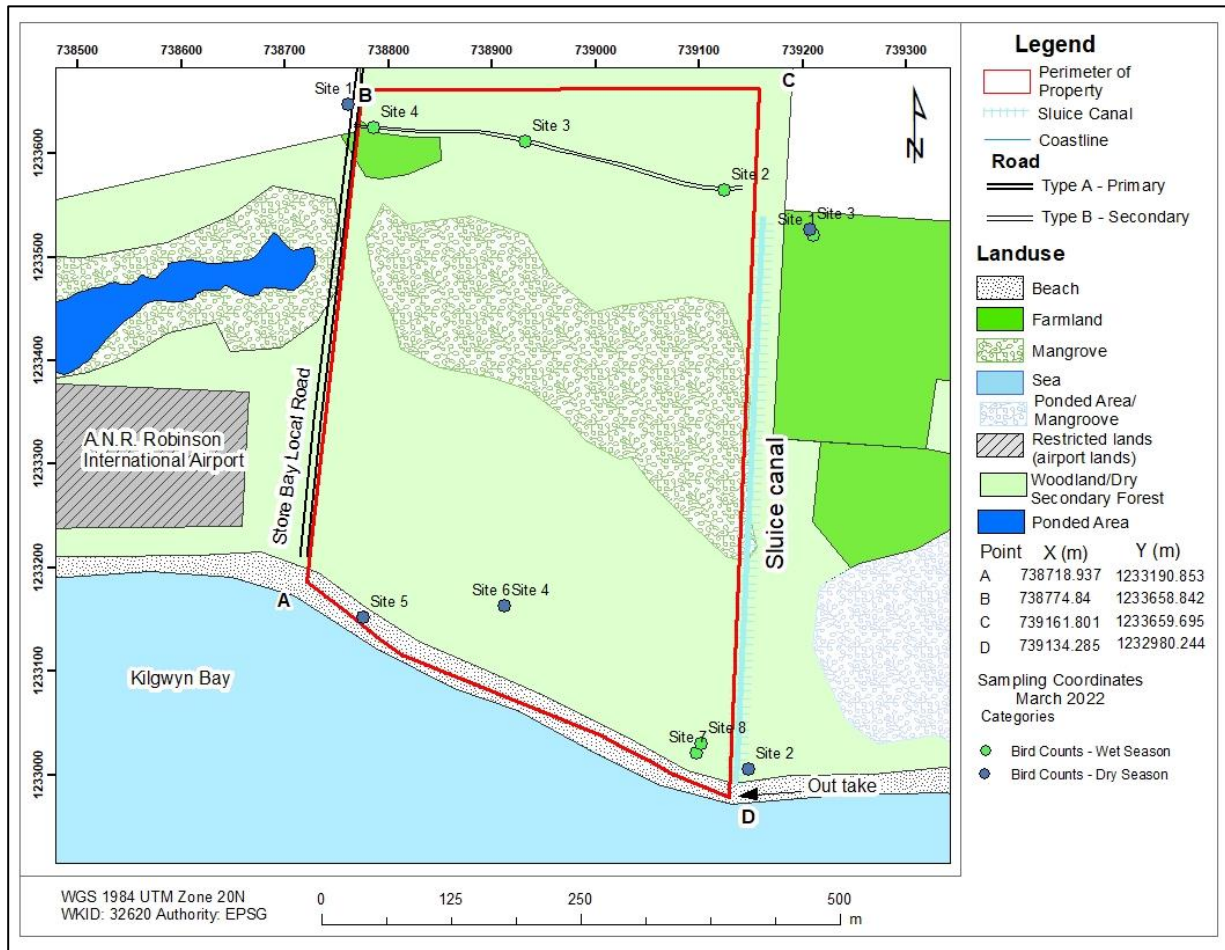 738500 738600 738700 738800 738900 739000 739100 739200 739300
1233600
1233500
1233400
1233300
1233200
1233100
1233000
Site 1
B
Site 4
Site 3
Site 2
C
Site 1 Site 3
N
Store Bay Local Road
A.N.R. Robinson
International Airport
Sluice canal
A
Site 5
Site 6 Site 4
Kilgwyn Bay
Site 7 Site 8
Site 2
Out take
D
Legend
Perimeter of
Property
Sluice Canal
Coastline
Road
Type A - Primary
Type B - Secondary
Landuse
Beach
Farmland
Mangrove
Sea
Ponded Area/
Mangroove
Restricted lands
(airport lands)
Woodland/Dry
Secondary Forest
Ponded Area
Point X (m) Y (m)
A 738718.937 1233190.853
B 738774.84 1233658.842
C 739161.801 1233659.695
D 739134.285 1232980.244
Sampling Coordinates
March 2022
Categories
Bird Counts - Wet Season
Bird Counts - Dry Season
WGS 1984 UTM Zone 20N
WKID: 32620 Authority: EPSG
0 125 250 500
m